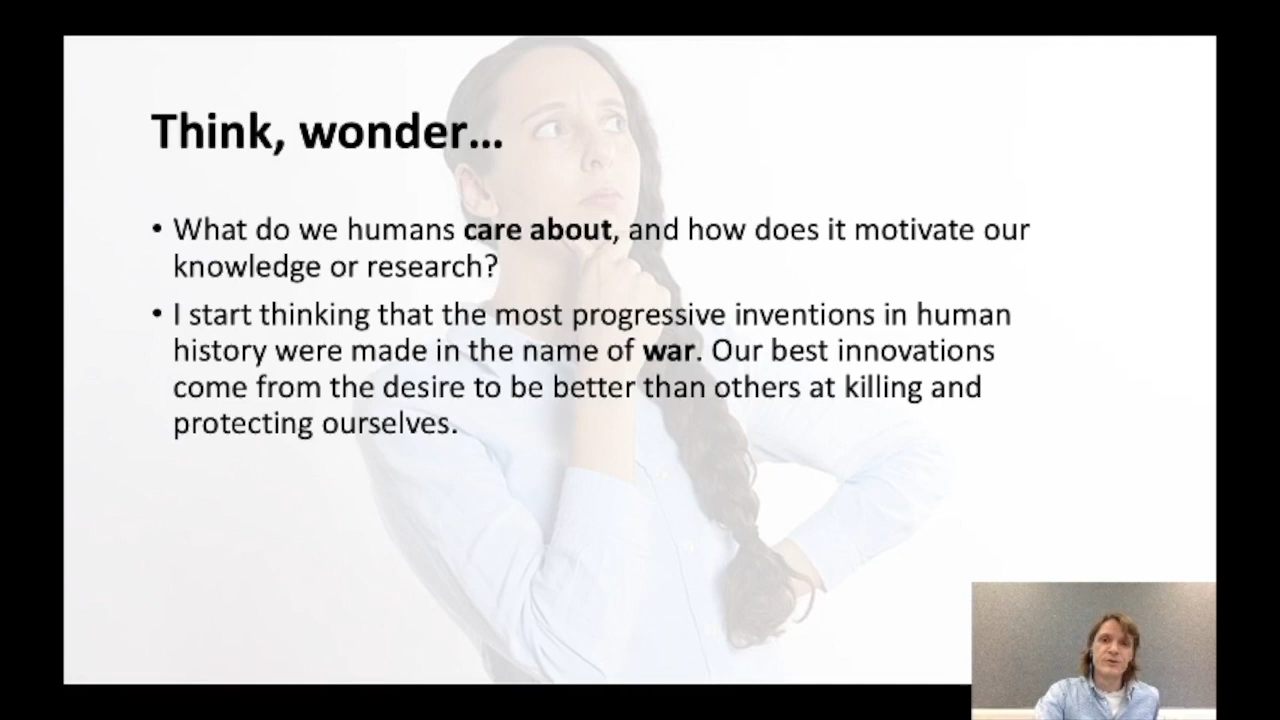 Think, wonder...
• What do we humans care about, and how does it motivate our
knowledge or research?
• I start thinking that the most progressive inventions in human
history were made in the name of war. Our best innovations
come from the desire to be better than others at killing and
protecting ourselves.